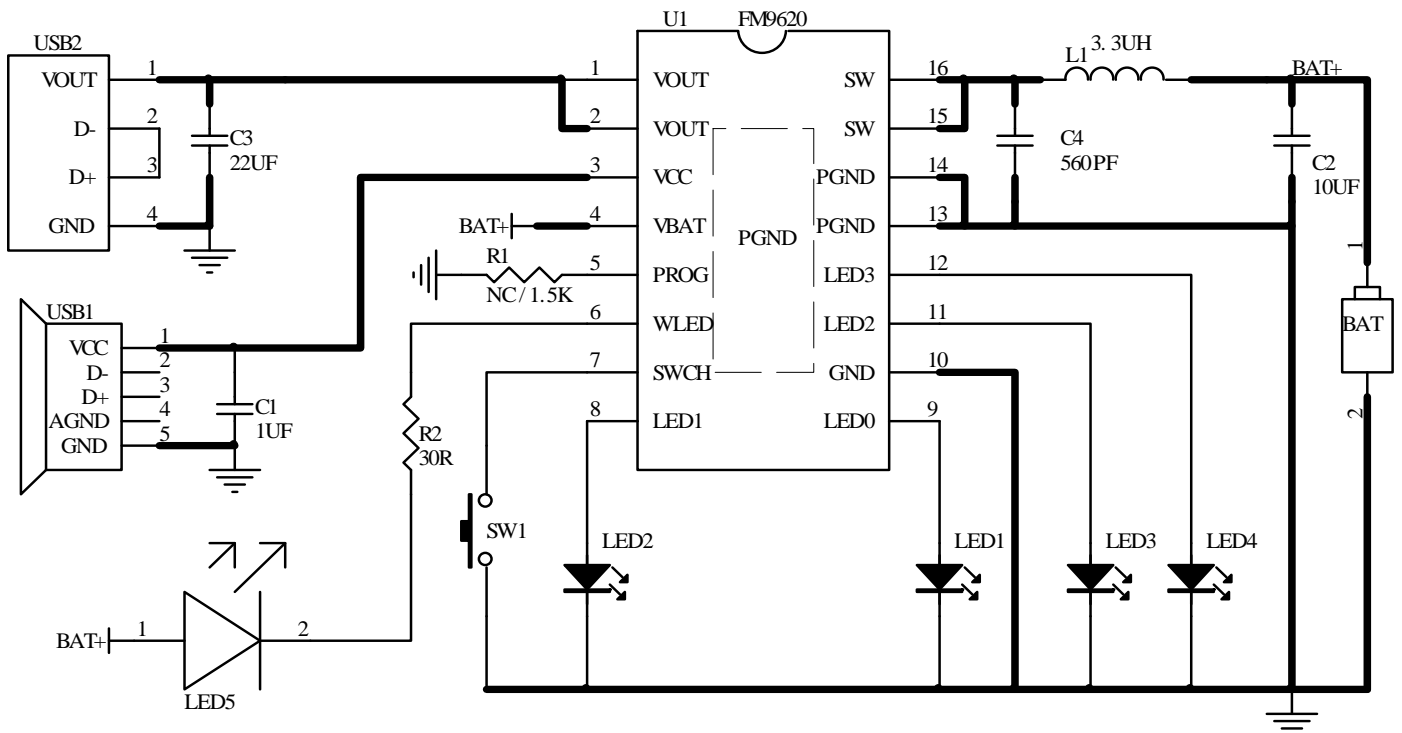 U1 FM9620
USB2
VOUT 1
D- 2
D+ 3
GND 4
C3
22UF
1 VOUT
2 VOUT
3 VCC
BAT+ 4 VBAT
R1
NC/1.5K
5 PROG
6 WLED
7 SWCH
8 LED1
PGND
SW 16
SW 15
PGND 14
PGND 13
LED3 12
LED2 11
GND 10
LED0 9
L1 3.3UH
BAT+
C4
560PF
C2
10UF
1
BAT
2
USB1
VCC 1
D- 2
D+ 3
AGND 4
GND 5
C1
1UF
R2
30R
SW1
LED2
LED1
LED3
LED4
BAT+ 1 2
LED5